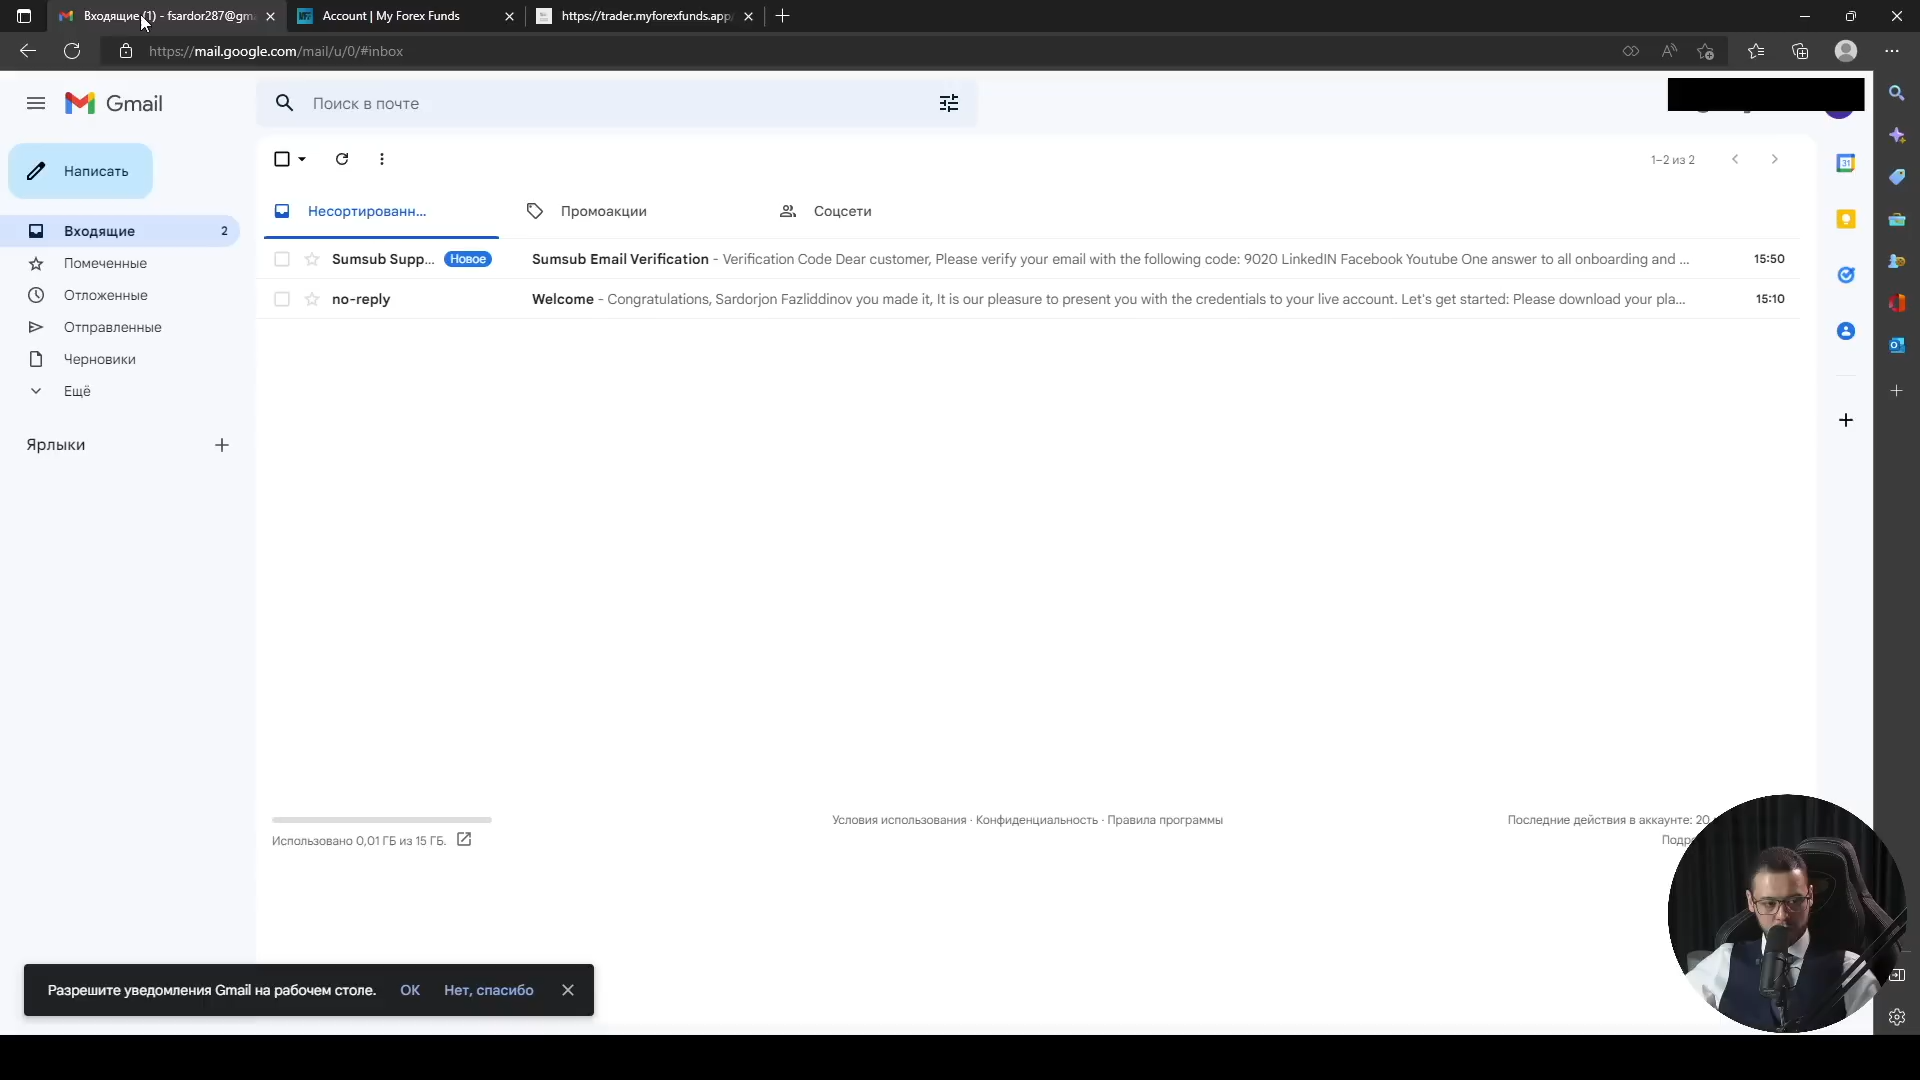 Входящие (1) - fsardor287@gm
Account | My Forex Funds
https://trader.myforexfunds.app/
https://mail.google.com/mail/u/0/#inbox
Gmail
Поиск в почте
Написать
1–2 из 2
Несортированн...
Промоакции
Соцсети
Входящие 2
Помеченные
Отложенные
Отправленные
Черновики
Ещё
Ярлыки
Sumsub Supp... Новое Sumsub Email Verification - Verification Code Dear customer, Please verify your email with the following code: 9020 LinkedIN Facebook Youtube One answer to all onboarding and ... 15:50
no-reply Welcome - Congratulations, Sardorjon Fazliddinov you made it, It is our pleasure to present you with the credentials to your live account. Let's get started: Please download your pla... 15:10
31
Использовано 0,01 ГБ из 15 ГБ.
Условия использования · Конфиденциальность · Правила программы
Последние действия в аккаунте: 20
Разрешите уведомления Gmail на рабочем столе. ОК Нет, спасибо